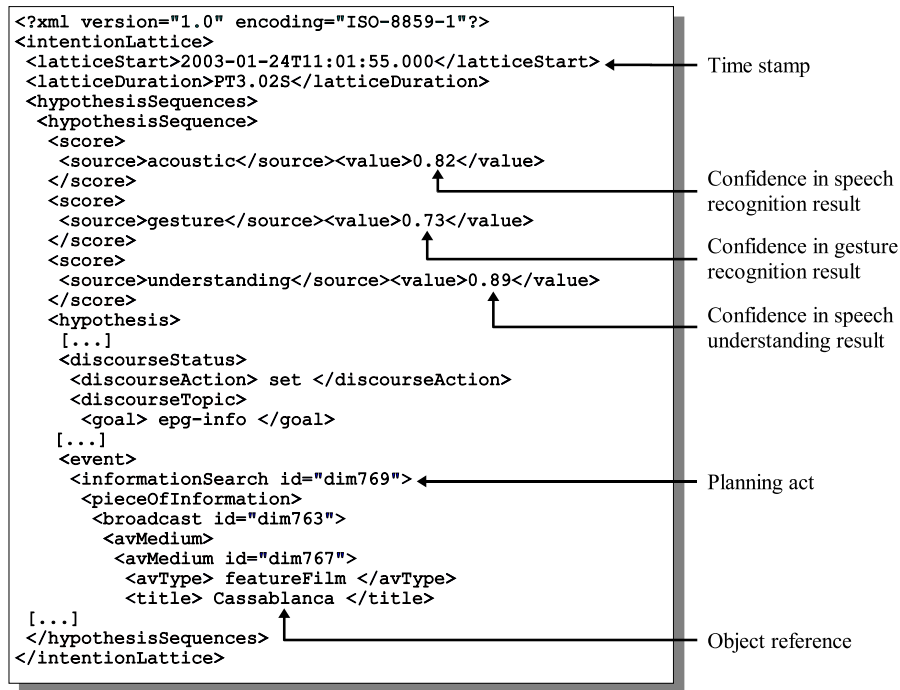 <?xml version="1.0" encoding="ISO-8859-1"?>
<intentionLattice>
<latticeStart>2003-01-24T11:01:55.000</latticeStart>
Time stamp
<latticeDuration>PT3.02S</latticeDuration>
<hypothesisSequences>
<hypothesisSequence>
<score>
<source>acoustic</source><value>0.82</value>
</score>
Confidence in speech
recognition result
<score>
<source>gesture</source><value>0.73</value>
</score>
Confidence in gesture
recognition result
<score>
<source>understanding</source><value>0.89</value>
</score>
Confidence in speech
understanding result
<hypothesis>
[...]
<discourseStatus>
<discourseAction> set </discourseAction>
<discourseTopic>
<goal> epg-info </goal>
[...]
<event>
<informationSearch id="dim769">
Planning act
<pieceOfInformation>
<broadcast id="dim763">
<avMedium>
<avMedium id="dim767">
<avType> featureFilm </avType>
<title> Cassablanca </title>
[...]
</hypothesisSequences>
Object reference
</intentionLattice>